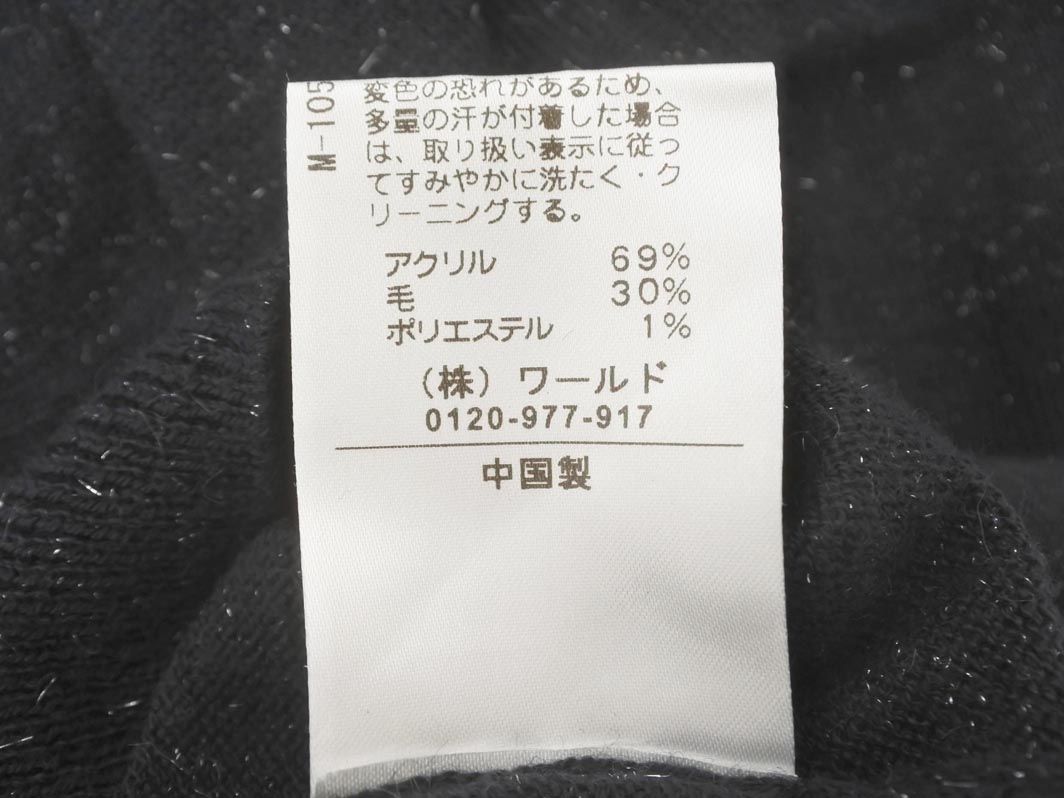 M-105
変色の恐れがあるため、
多量の汗が付着した場合
は、取り扱い表示に従っ
てすみやかに洗たく・ク
リーニングする。
アクリル 69%
毛 30%
ポリエステル 1%
(株) ワールド
0120-977-917
中国製